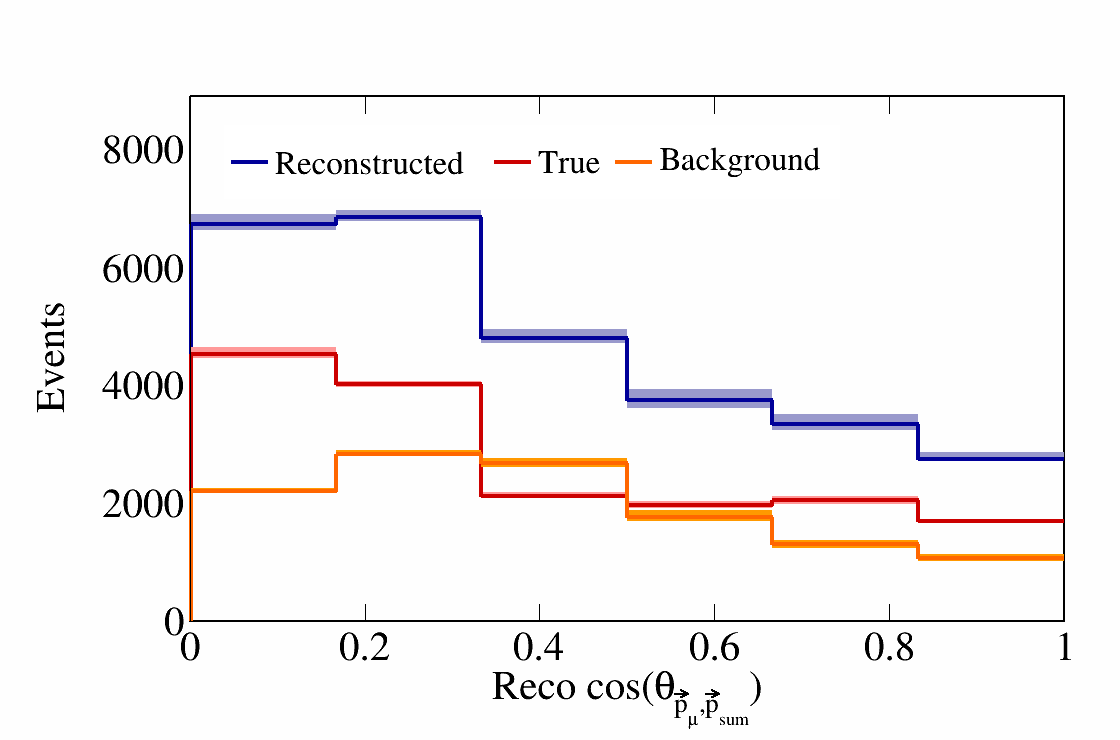 8000
6000
4000
2000
0
Events
Reconstructed True Background
0 0.2 0.4 0.6 0.8 1
Reco cos(θ p⃗μ,p⃗sum)